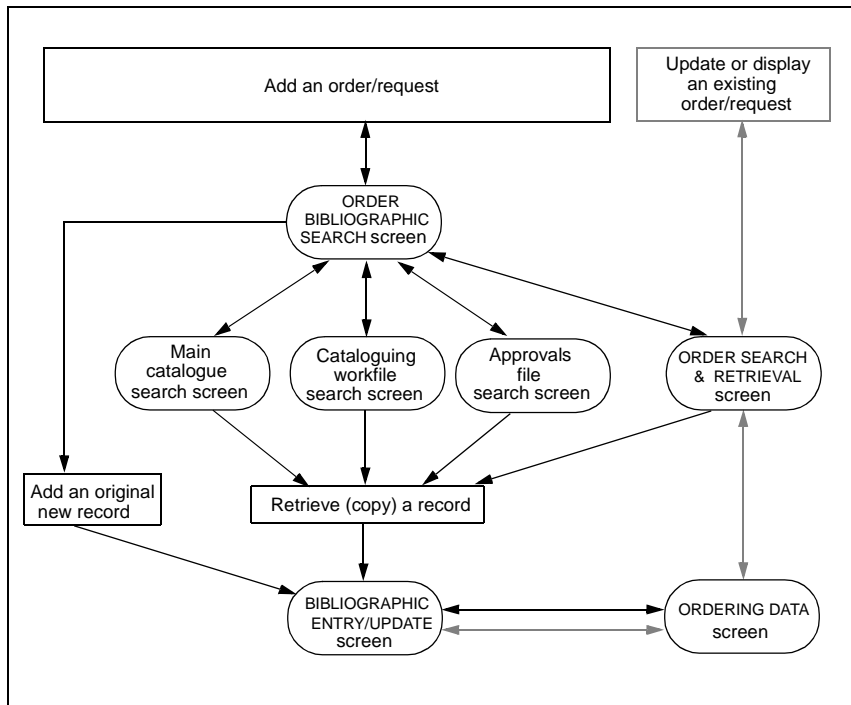 Add an order/request
Update or display
an existing
order/request
ORDER
BIBLIOGRAPHIC
SEARCH screen
Main
catalogue
search screen
Cataloguing
workfile
search screen
Approvals
file
search screen
ORDER SEARCH
& RETRIEVAL
screen
Add an original
new record
Retrieve (copy) a record
BIBLIOGRAPHIC
ENTRY/UPDATE
screen
ORDERING DATA
screen